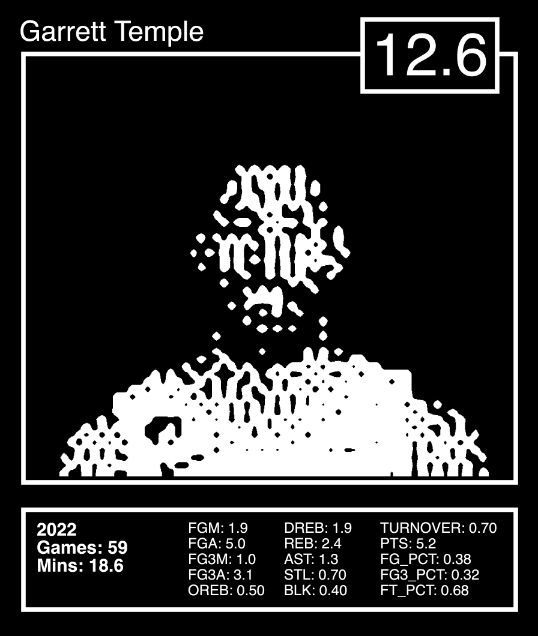 Garrett Temple
12.6
2022
Games: 59
Mins: 18.6
FGM: 1.9
FGA: 5.0
FG3M: 1.0
FG3A: 3.1
OREB: 0.50
DREB: 1.9
REB: 2.4
AST: 1.3
STL: 0.70
BLK: 0.40
TURNOVER: 0.70
PTS: 5.2
FG_PCT: 0.38
FG3_PCT: 0.32
FT_PCT: 0.68